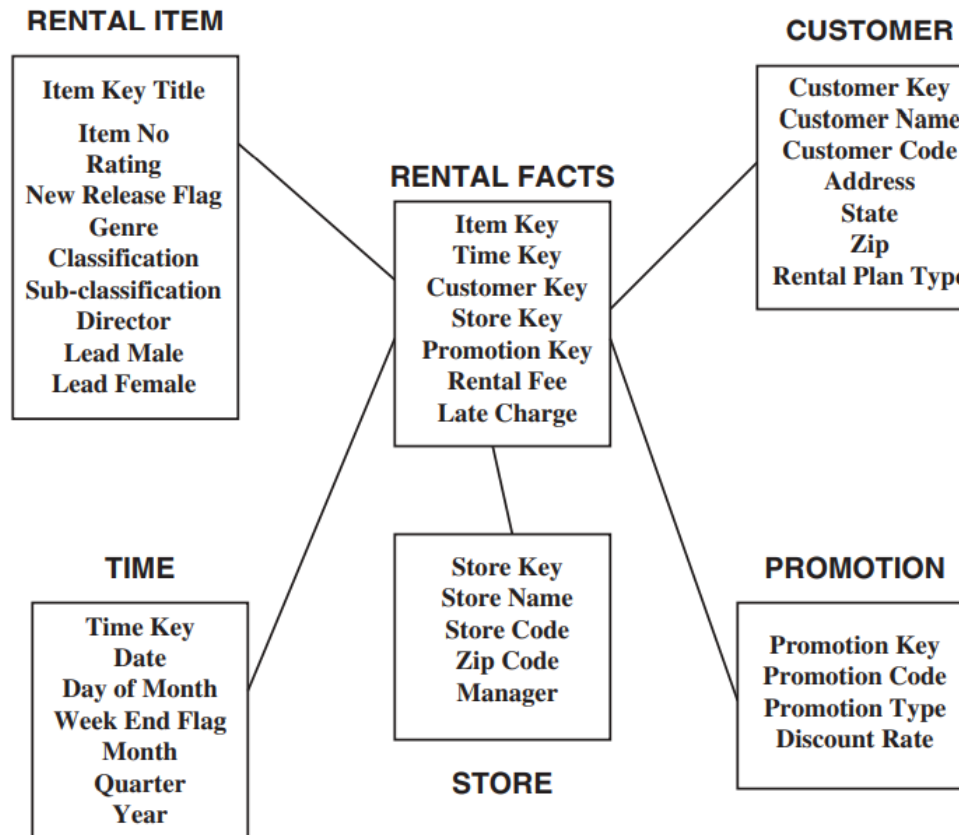 RENTAL ITEM
Item Key Title
Item No
Rating
New Release Flag
Genre
Classification
Sub-classification
Director
Lead Male
Lead Female
CUSTOMER
Customer Key
Customer Name
Customer Code
Address
State
Zip
Rental Plan Type
RENTAL FACTS
Item Key
Time Key
Customer Key
Store Key
Promotion Key
Rental Fee
Late Charge
TIME
Time Key
Date
Day of Month
Week End Flag
Month
Quarter
Year
Store Key
Store Name
Store Code
Zip Code
Manager
STORE
PROMOTION
Promotion Key
Promotion Code
Promotion Type
Discount Rate